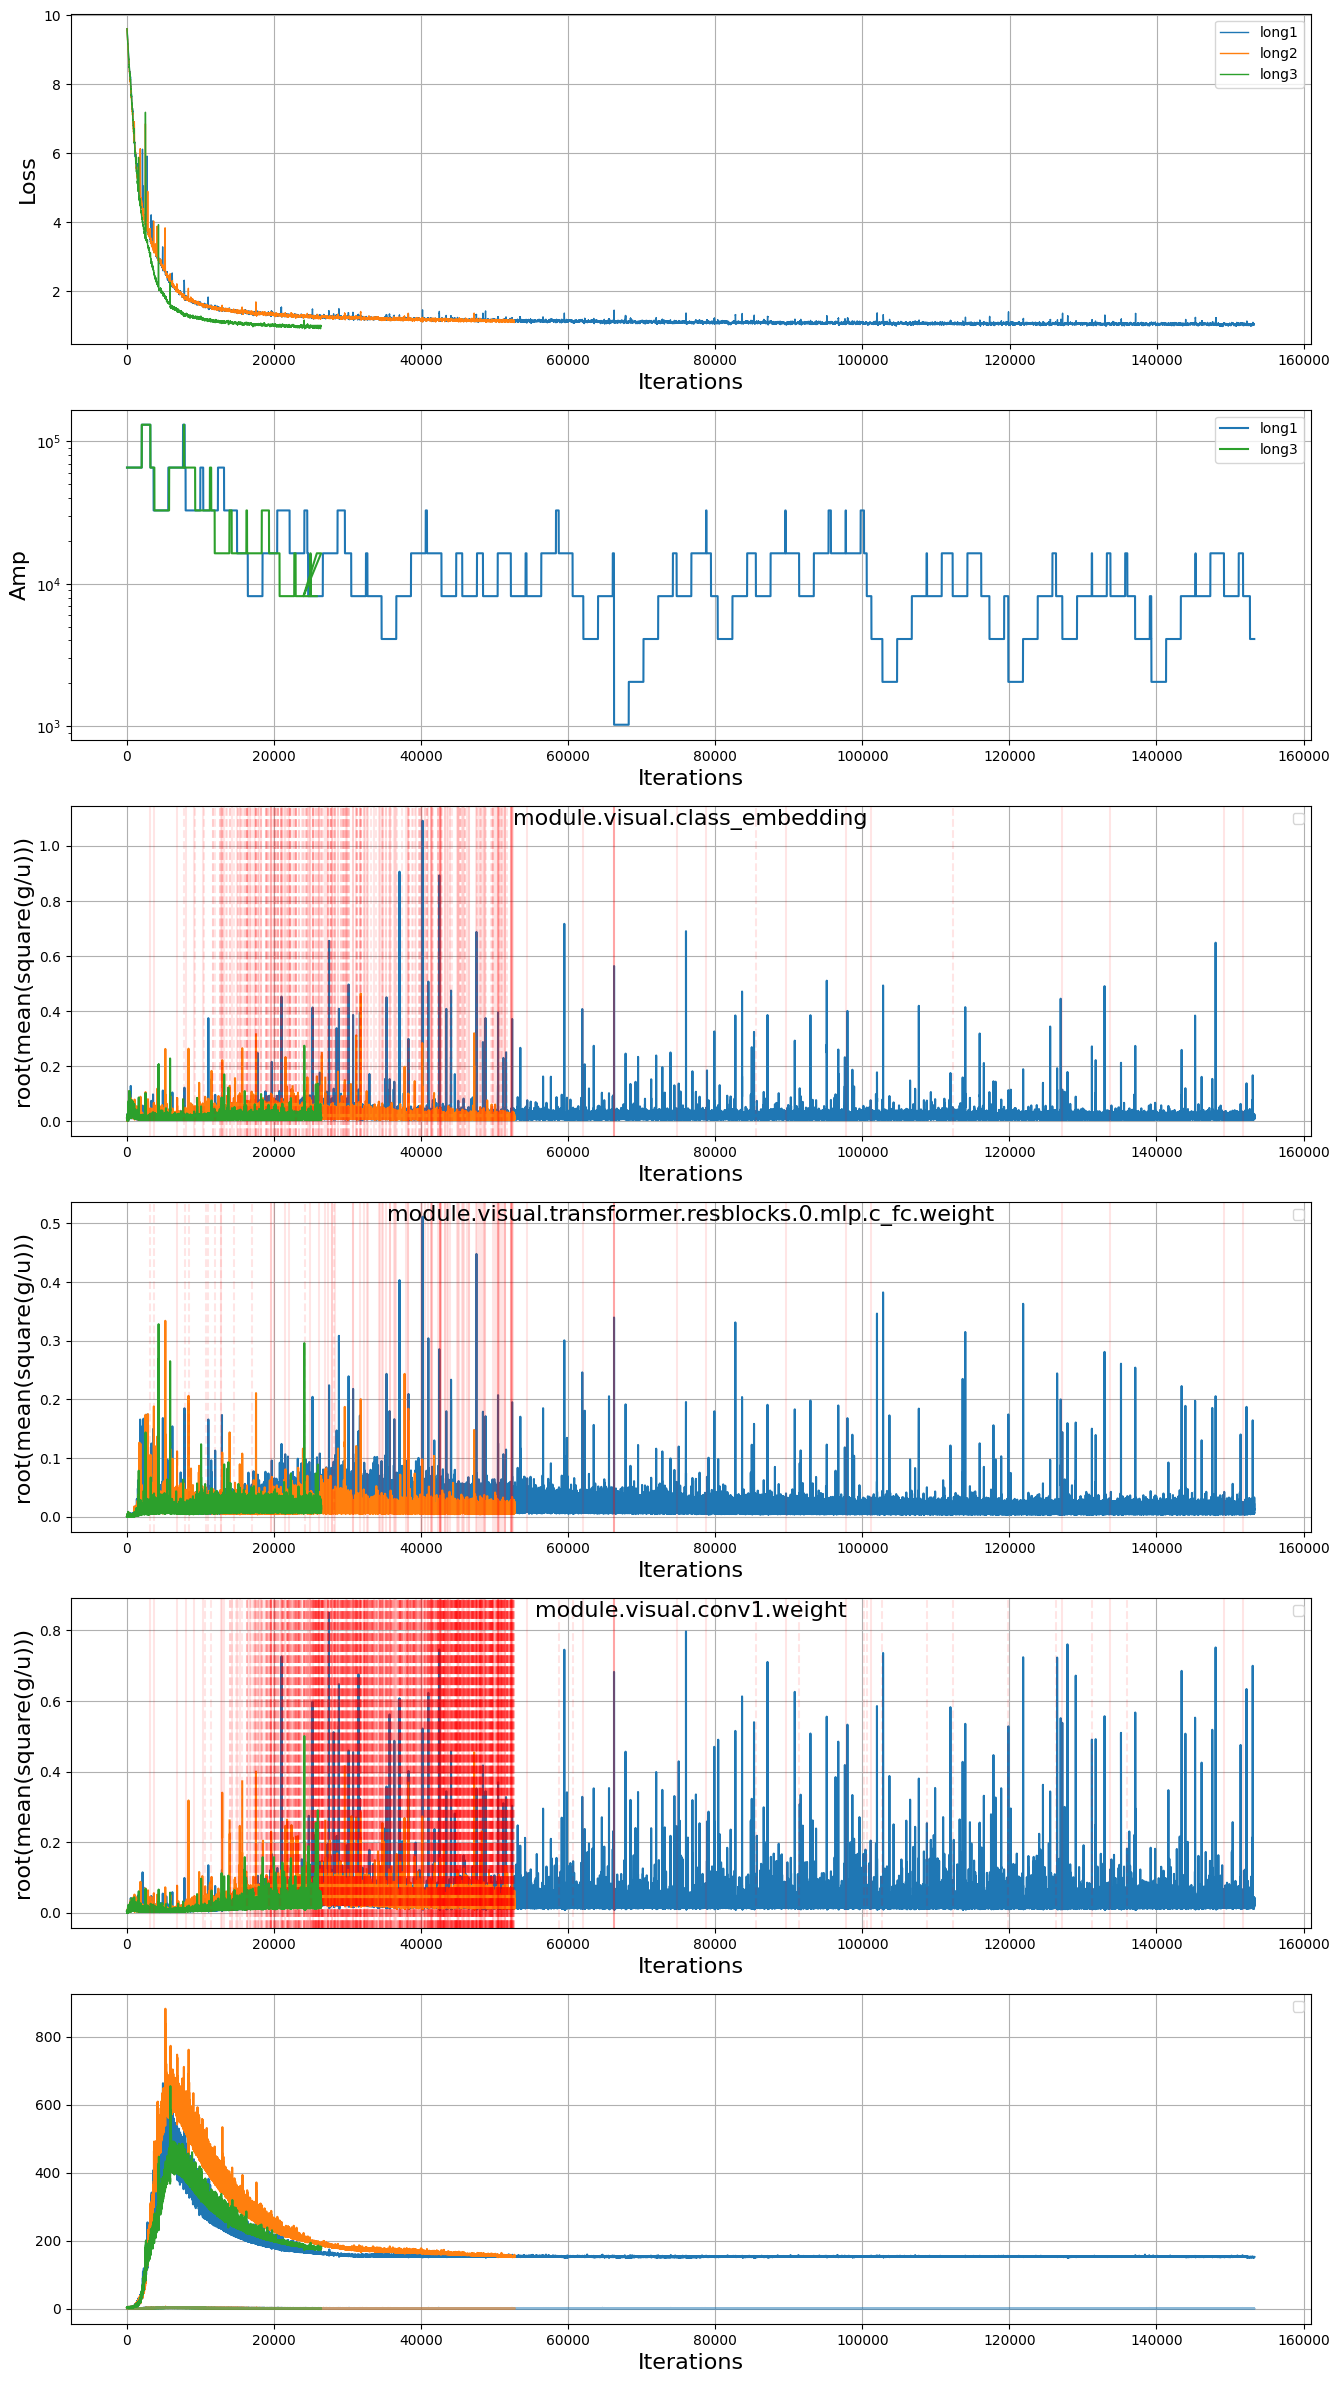 10
8
6
4
2
Loss
long1
long2
long3
0 20000 40000 60000 80000 100000 120000 140000 160000
Iterations
10^5
10^4
10^3
Amp
long1
long3
0 20000 40000 60000 80000 100000 120000 140000 160000
Iterations
module.visual.class_embedding
1.0
0.8
0.6
0.4
0.2
0.0
root(mean(square(g/u)))
0 20000 40000 60000 80000 100000 120000 140000 160000
Iterations
module.visual.transformer.resblocks.0.mlp.c_fc.weight
0.5
0.4
0.3
0.2
0.1
0.0
root(mean(square(g/u)))
0 20000 40000 60000 80000 100000 120000 140000 160000
Iterations
module.visual.conv1.weight
0.8
0.6
0.4
0.2
0.0
root(mean(square(g/u)))
0 20000 40000 60000 80000 100000 120000 140000 160000
Iterations
800
600
400
200
0
0 20000 40000 60000 80000 100000 120000 140000 160000
Iterations